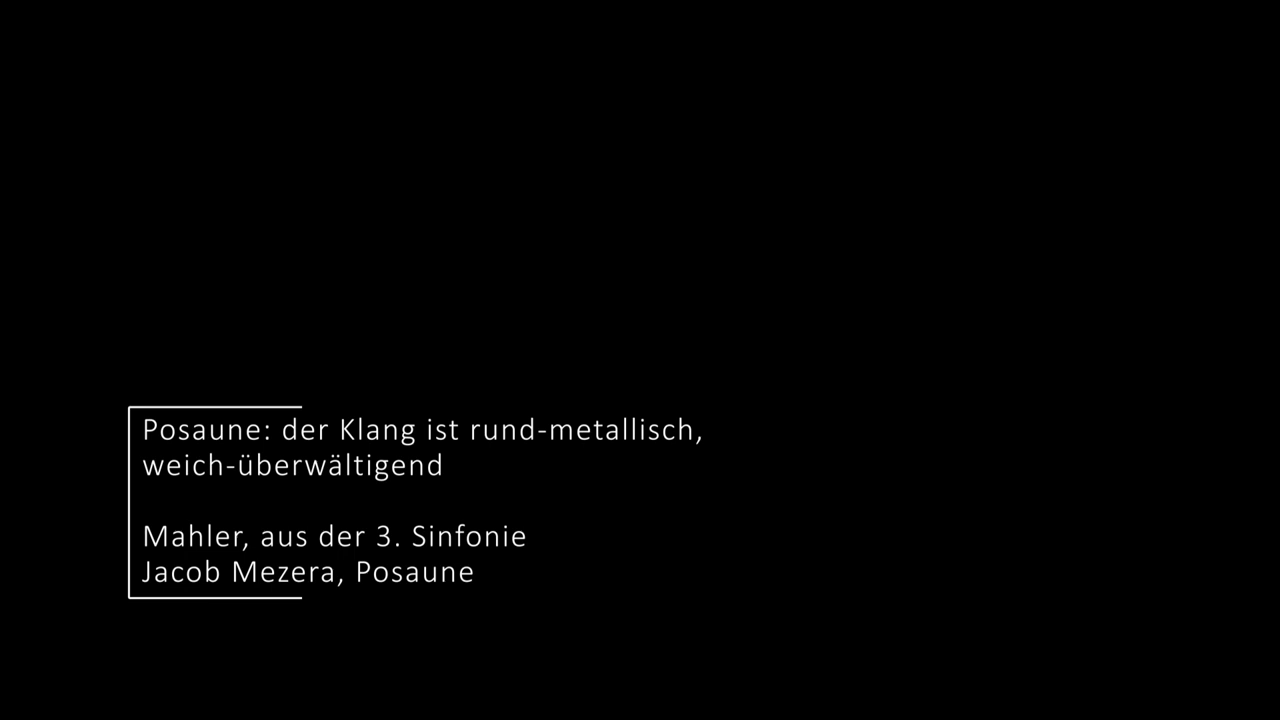 Posaune: der Klang ist rund-metallisch,
weich-überwältigend
Mahler, aus der 3. Sinfonie
Jacob Mezera, Posaune